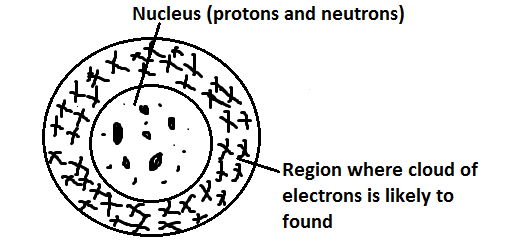 Nucleus (protons and neutrons)
Region where cloud of
electrons is likely to
found